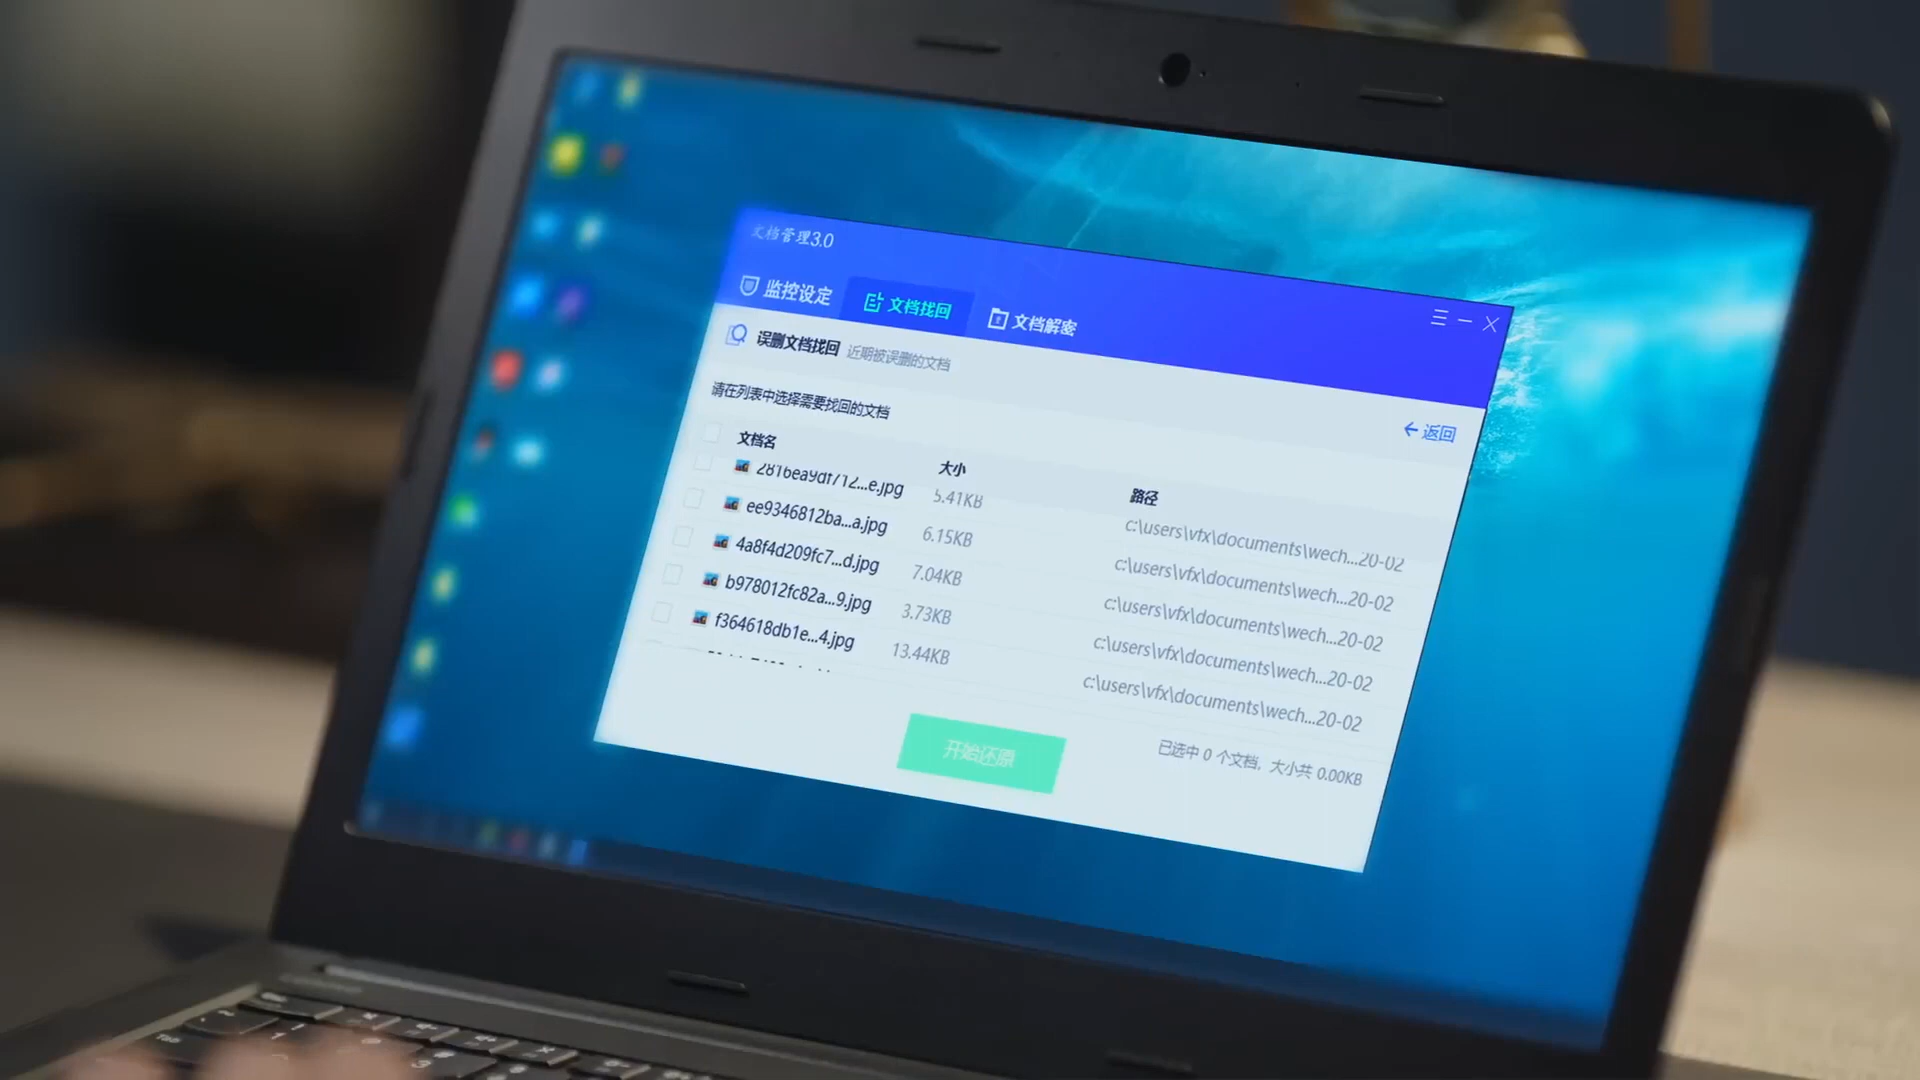 文档管理3.0
监控设定 文档找回 文档解密
误删文档找回 近期被误删的文档
请在列表中选择需要找回的文档
返回
文档名 大小 路径
2816ea9df712...e.jpg 5.41KB c:\users\vfx\documents\wech...20-02
ee9346812ba...a.jpg 6.15KB c:\users\vfx\documents\wech...20-02
4a8f4d209fc7...d.jpg 7.04KB c:\users\vfx\documents\wech...20-02
b978012fc82a...9.jpg 3.73KB c:\users\vfx\documents\wech...20-02
f364618db1e...4.jpg 13.44KB c:\users\vfx\documents\wech...20-02
开始还原
已选中 0 个文档，大小共 0.00KB